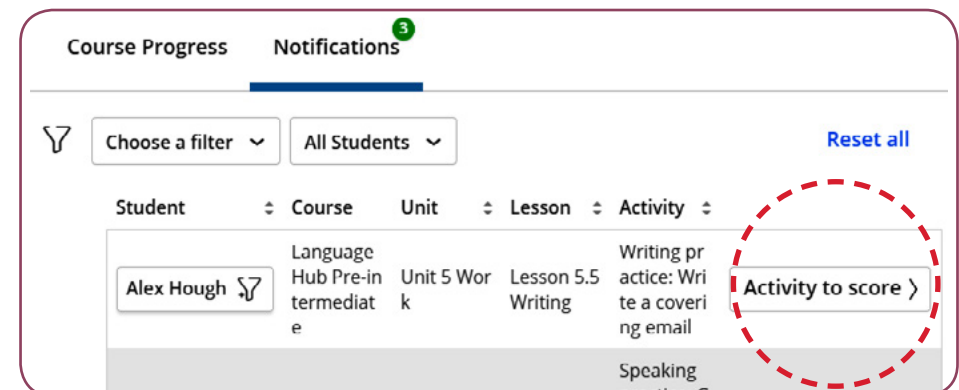 Course Progress Notifications 3
Choose a filter All Students Reset all
Student Course Unit Lesson Activity
Alex Hough
Language
Hub Pre-in
termediat
e
Unit 5 Wor
k
Lesson 5.5
Writing
Writing pr
actice: Wri
te a coveri
ng email
Activity to score
Speaking